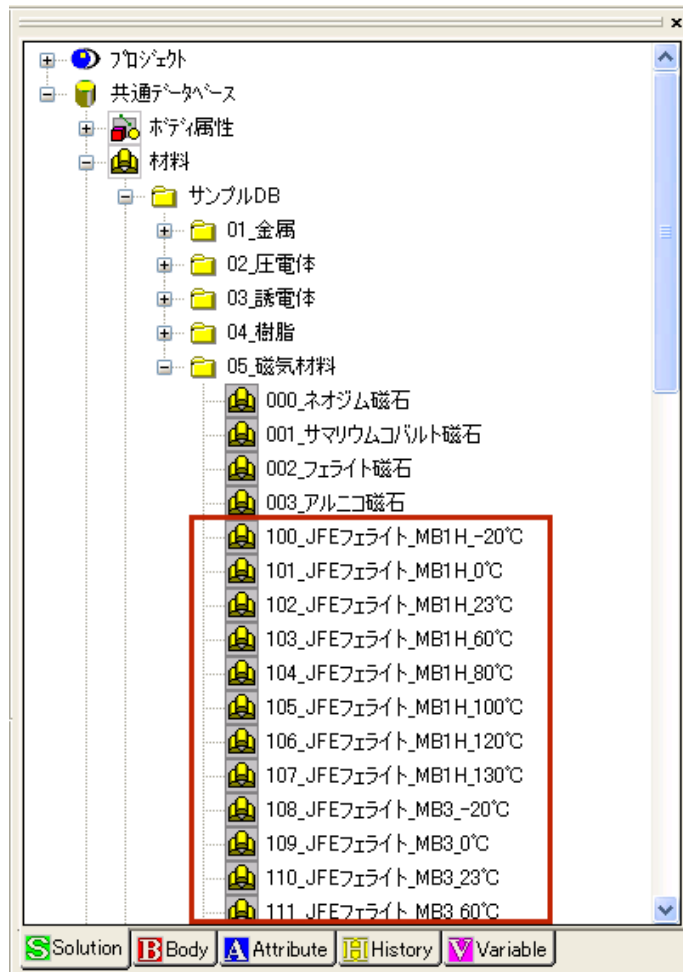 プロジェクト
共通データベース
ボディ属性
材料
サンプルDB
01_金属
02_圧電体
03_誘電体
04_樹脂
05_磁気材料
000_ネオジム磁石
001_サマリウムコバルト磁石
002_フェライト磁石
003_アルニコ磁石
100_JFEフェライト_MB1H_-20℃
101_JFEフェライト_MB1H_0℃
102_JFEフェライト_MB1H_23℃
103_JFEフェライト_MB1H_60℃
104_JFEフェライト_MB1H_80℃
105_JFEフェライト_MB1H_100℃
106_JFEフェライト_MB1H_120℃
107_JFEフェライト_MB1H_130℃
108_JFEフェライト_MB3_-20℃
109_JFEフェライト_MB3_0℃
110_JFEフェライト_MB3_23℃
111_JFEフェライト_MB3_60℃
S Solution B Body A Attribute H History V Variable